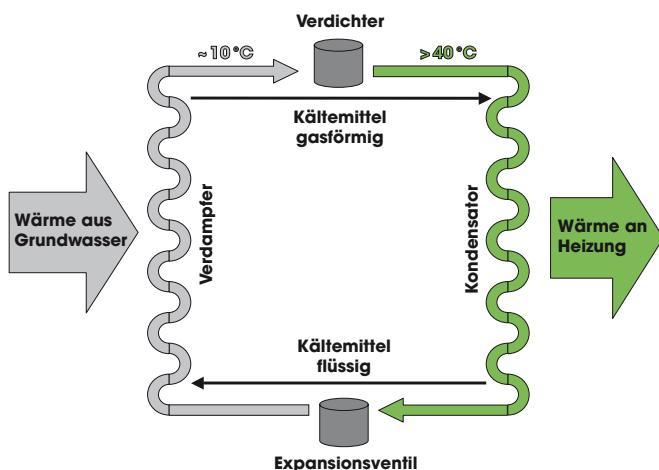 Verdichter
~10°C
>40°C
Kältemittel
gasförmig
Wärme aus
Grundwasser
Verdampfer
Kondensator
Wärme an
Heizung
Kältemittel
flüssig
Expansionsventil